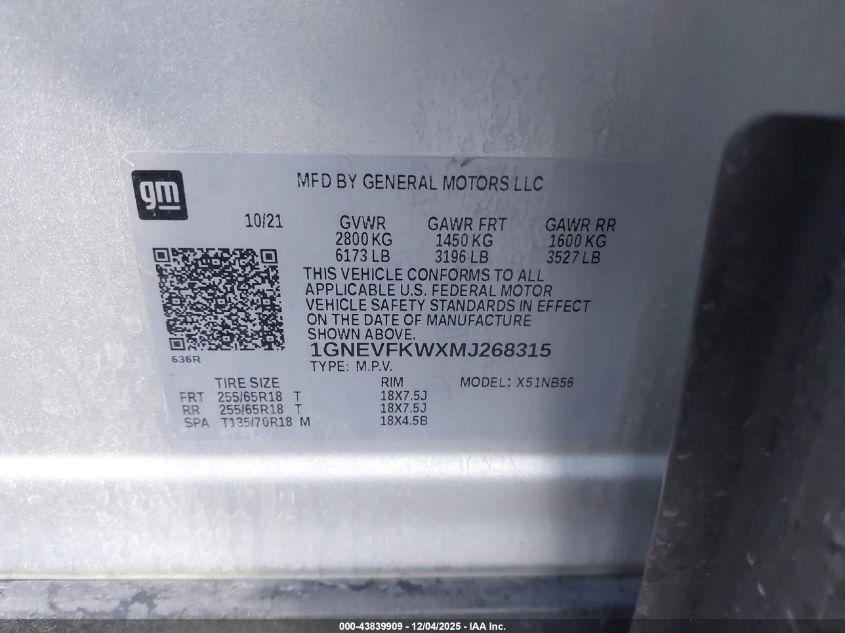 gm
MFD BY GENERAL MOTORS LLC
10/21 GVWR GAWR FRT GAWR RR
2800 KG 1450 KG 1600 KG
6173 LB 3196 LB 3527 LB
THIS VEHICLE CONFORMS TO ALL
APPLICABLE U.S. FEDERAL MOTOR
VEHICLE SAFETY STANDARDS IN EFFECT
ON THE DATE OF MANUFACTURE
SHOWN ABOVE.
636R
1GNEVFKWXMJ268315
TYPE: M.P.V.
TIRE SIZE RIM MODEL: X51NB56
FRT 255/65R18 T 18X7.5J
RR 255/65R18 T 18X7.5J
SPA T135/70R18 M 18X4.5B
000-43839909 - 12/04/2025 - IAA Inc.